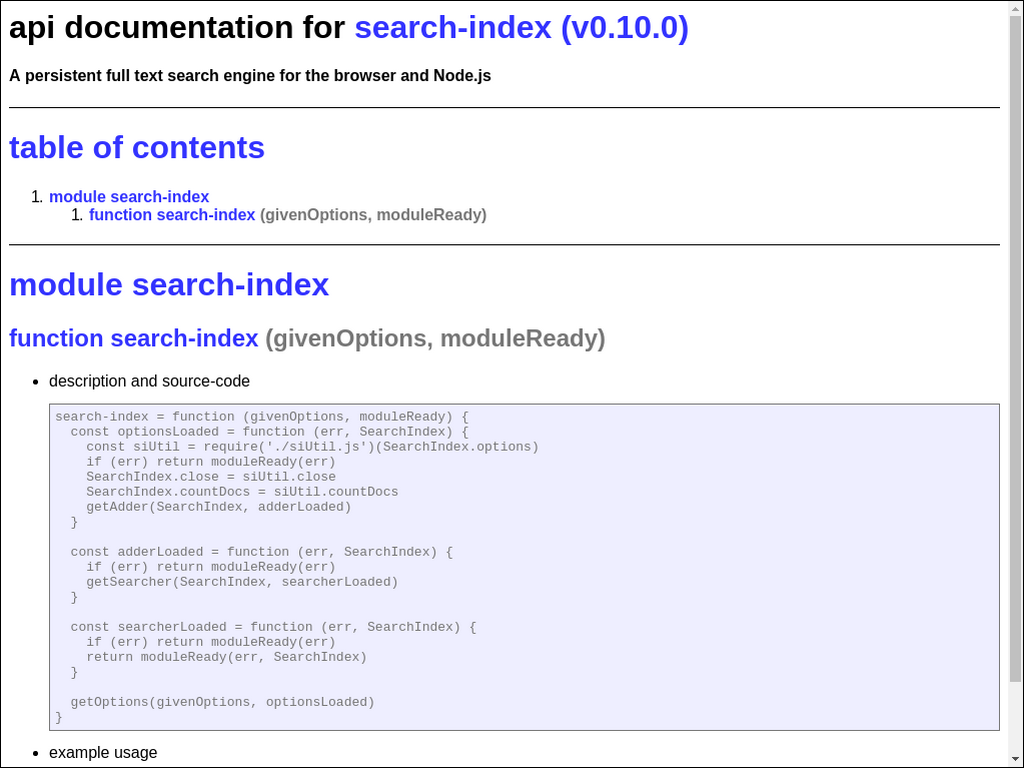 api documentation for search-index (v0.10.0)
A persistent full text search engine for the browser and Node.js
table of contents
1. module search-index
1. function search-index (givenOptions, moduleReady)
module search-index
function search-index (givenOptions, moduleReady)
• description and source-code
search-index = function (givenOptions, moduleReady) {
  const optionsLoaded = function (err, SearchIndex) {
    const siUtil = require('./siUtil.js')(SearchIndex.options)
    if (err) return moduleReady(err)
    SearchIndex.close = siUtil.close
    SearchIndex.countDocs = siUtil.countDocs
    getAdder(SearchIndex, adderLoaded)
  }
  const adderLoaded = function (err, SearchIndex) {
    if (err) return moduleReady(err)
    getSearcher(SearchIndex, searcherLoaded)
  }
  const searcherLoaded = function (err, SearchIndex) {
    if (err) return moduleReady(err)
    return moduleReady(err, SearchIndex)
  }
  getOptions(givenOptions, optionsLoaded)
}
• example usage